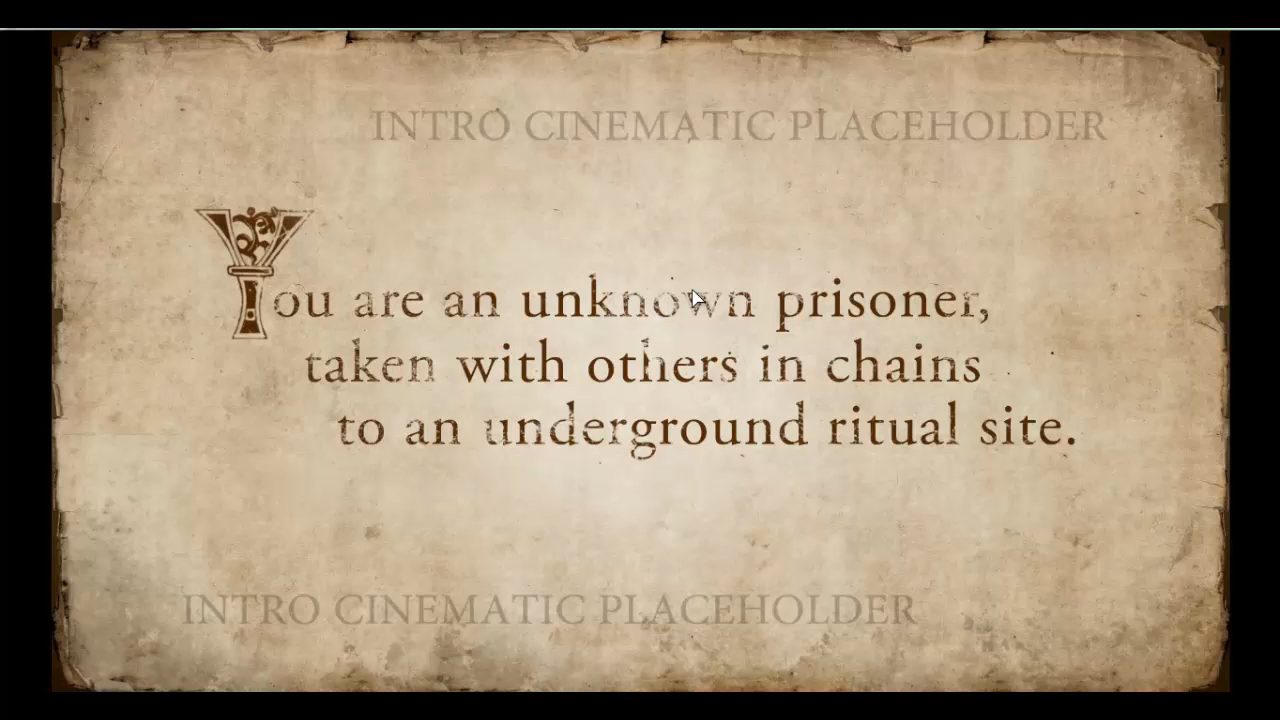 INTRO CINEMATIC PLACEHOLDER
You are an unknown prisoner,
taken with others in chains
to an underground ritual site.
INTRO CINEMATIC PLACEHOLDER